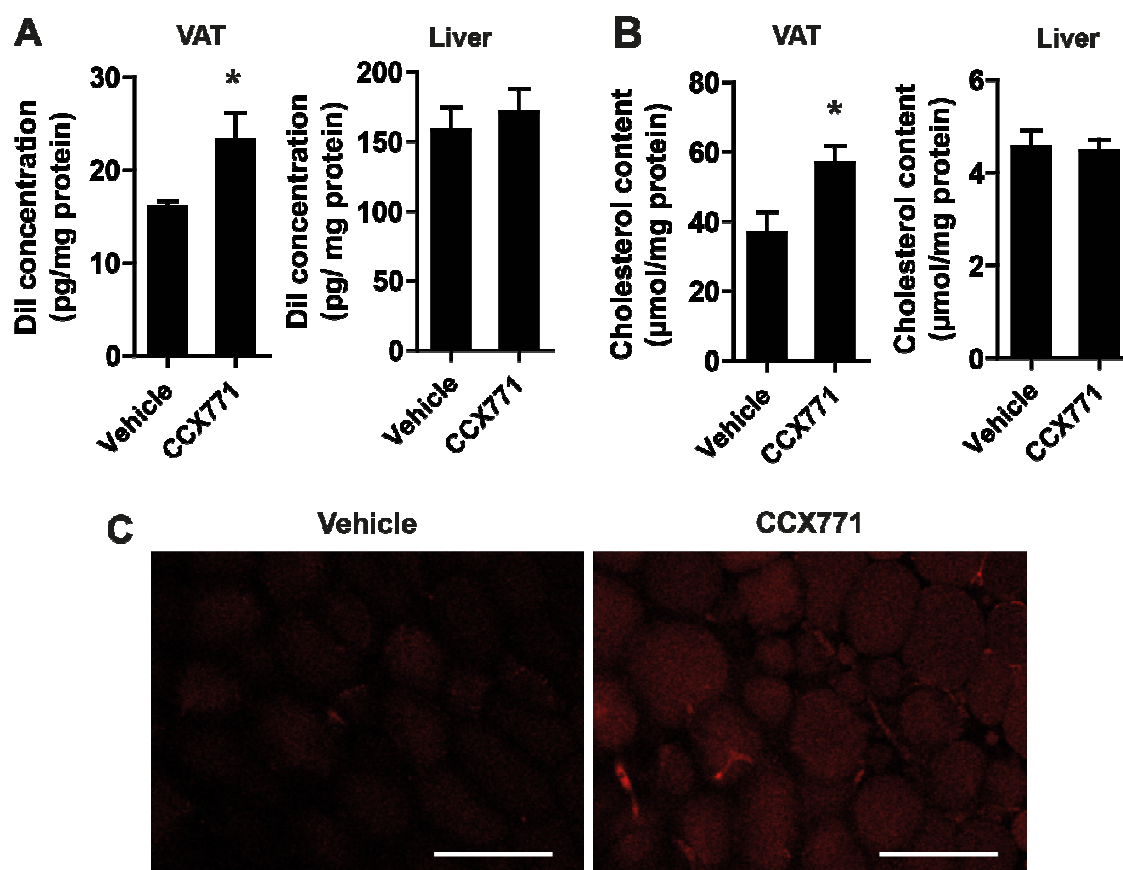 A
VAT
Dil concentration
(pg/mg protein)
30
20
10
0
*
Vehicle
CCX771
Liver
Dil concentration
(pg/ mg protein)
200
150
100
50
0
Vehicle
CCX771
B
VAT
Cholesterol content
(µmol/mg protein)
80
60
40
20
0
*
Vehicle
CCX771
Liver
Cholesterol content
(µmol/mg protein)
6
4
2
0
Vehicle
CCX771
C
Vehicle
CCX771